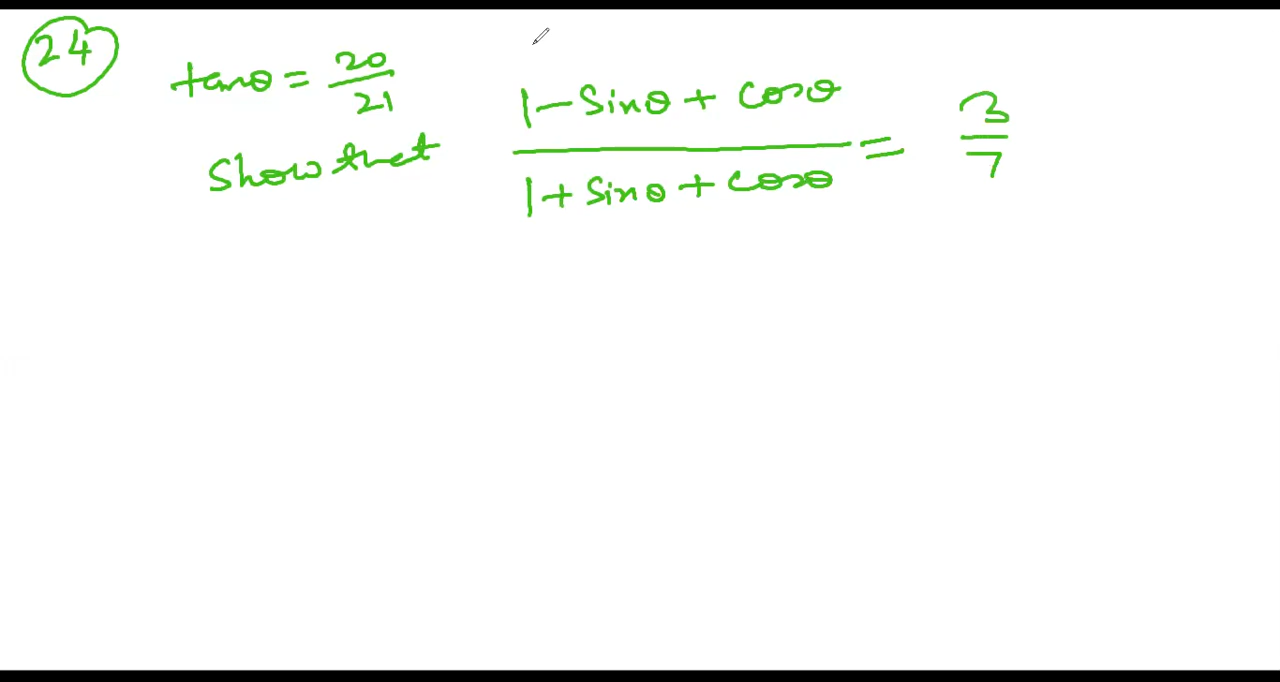 24
tanθ = 20/21
Show that (1 - Sinθ + Cosθ)/(1 + Sinθ + Cosθ) = 3/7